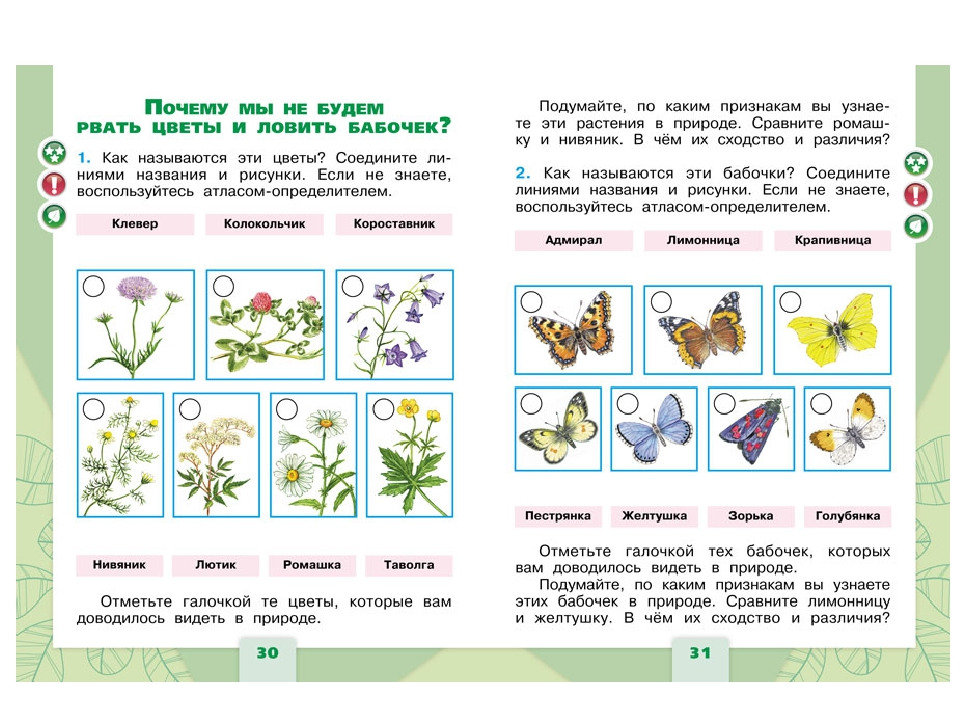 Почему мы не будем
рвать цветы и ловить бабочек?
1. Как называются эти цветы? Соедините ли-
ниями названия и рисунки. Если не знаете,
воспользуйтесь атласом-определителем.
Клевер
Колокольчик
Короставник
Нивяник
Лютик
Ромашка
Таволга
Отметьте галочкой те цветы, которые вам
доводилось видеть в природе.
30
Подумайте, по каким признакам вы узнае-
те эти растения в природе. Сравните ромаш-
ку и нивяник. В чём их сходство и различия?
2. Как называются эти бабочки? Соедините
линиями названия и рисунки. Если не знаете,
воспользуйтесь атласом-определителем.
Адмирал
Лимонница
Крапивница
Пестрянка
Желтушка
Зорька
Голубянка
Отметьте галочкой тех бабочек, которых
вам доводилось видеть в природе.
Подумайте, по каким признакам вы узнаете
этих бабочек в природе. Сравните лимонницу
и желтушку. В чём их сходство и различия?
31